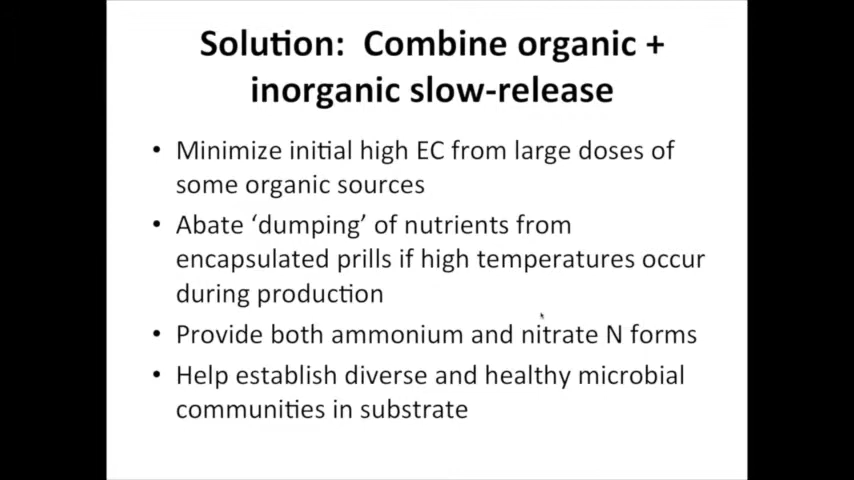 Solution:  Combine organic +
inorganic slow-release
• Minimize initial high EC from large doses of
some organic sources
• Abate ‘dumping’ of nutrients from
encapsulated prills if high temperatures occur
during production
• Provide both ammonium and nitrate N forms
• Help establish diverse and healthy microbial
communities in substrate